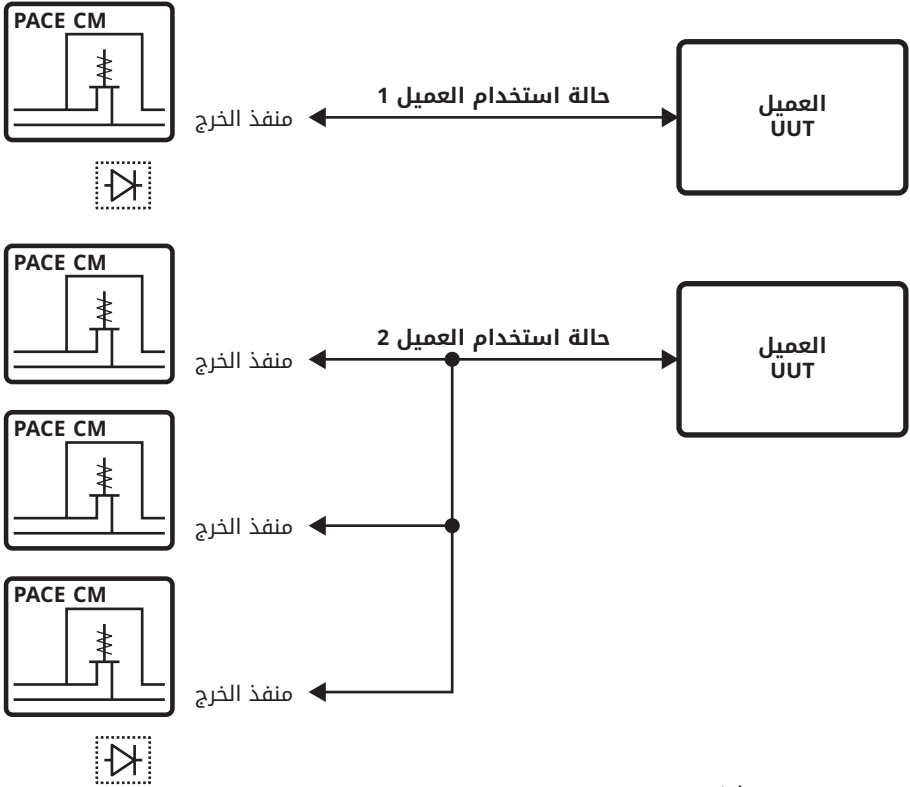 PACE CM
حالة استخدام العميل 1
منفذ الخرج
العميل
UUT
PACE CM
حالة استخدام العميل 2
منفذ الخرج
العميل
UUT
PACE CM
منفذ الخرج
PACE CM
منفذ الخرج